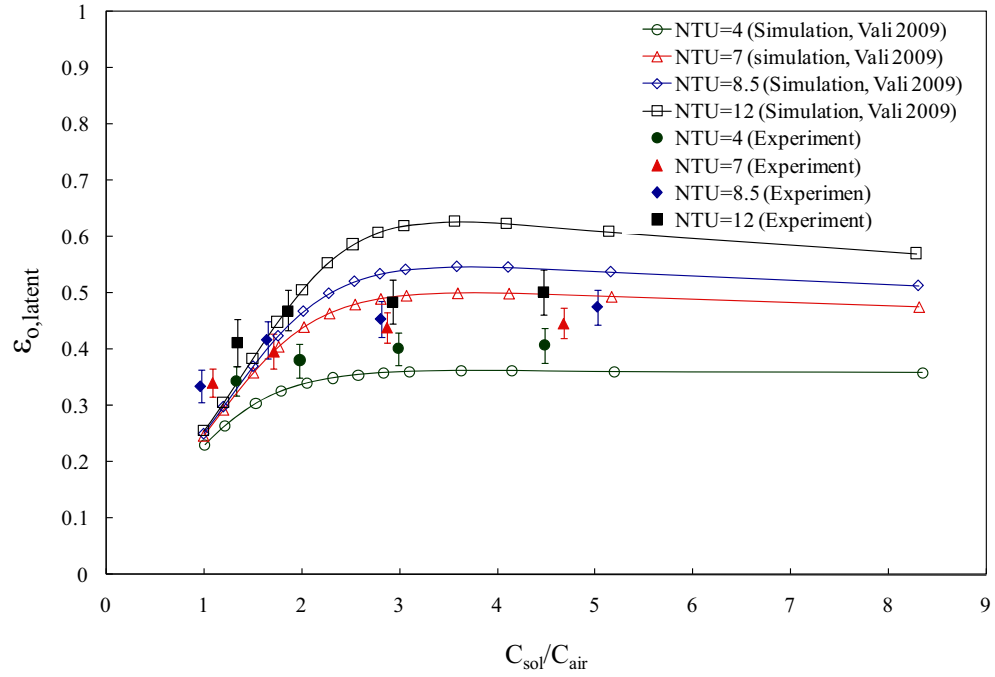 1
0.9
0.8
0.7
0.6
0.5
0.4
0.3
0.2
0.1
0
ε0,latent
NTU=4 (Simulation, Vali 2009)
NTU=7 (simulation, Vali 2009)
NTU=8.5 (Simulation, Vali 2009)
NTU=12 (Simulation, Vali 2009)
NTU=4 (Experiment)
NTU=7 (Experiment)
NTU=8.5 (Experimen)
NTU=12 (Experiment)
0 1 2 3 4 5 6 7 8 9
Csol/Cair